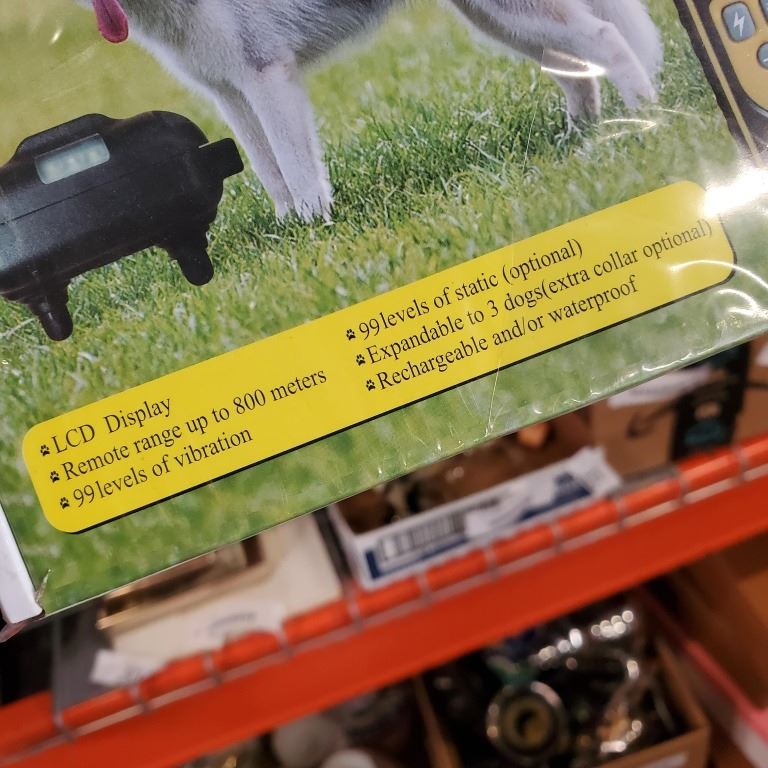 LCD Display
Remote range up to 800 meters
99levels of vibration
99levels of static (optional)
Expandable to 3 dogs(extra collar optional)
Rechargeable and/or waterproof